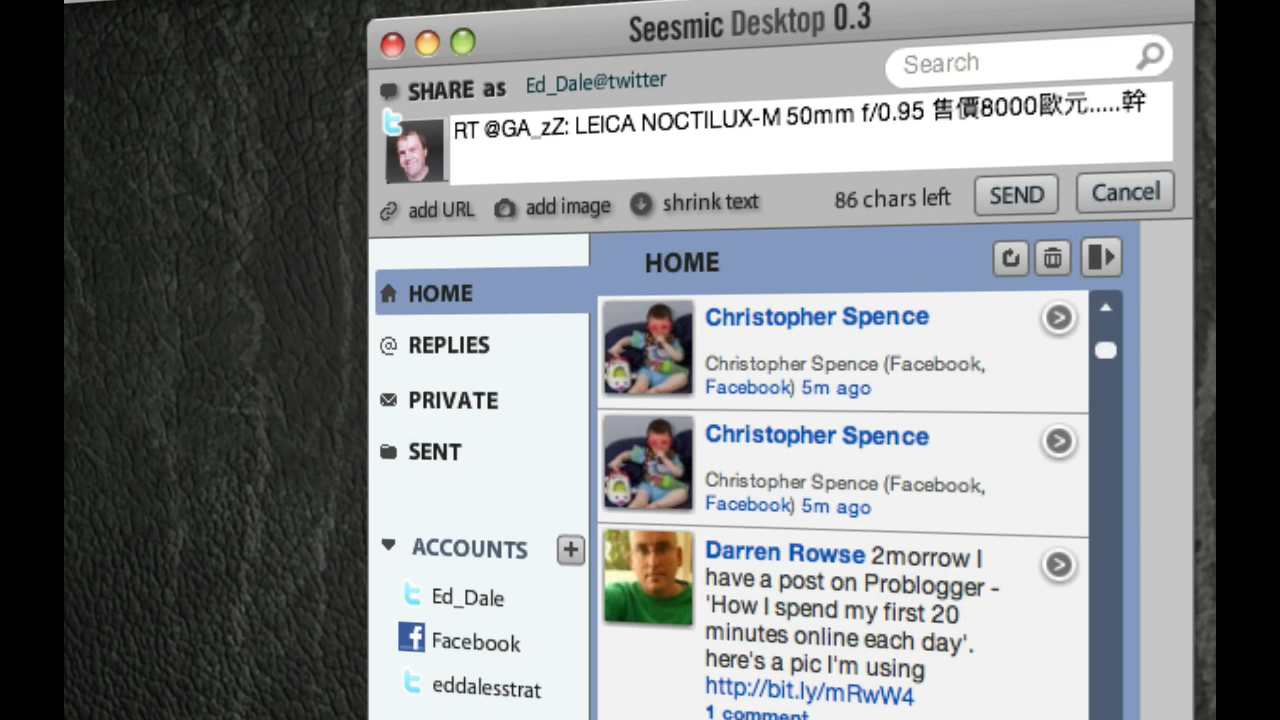 Seesmic Desktop 0.3
SHARE as Ed_Dale@twitter
Search
RT @GA_zZ: LEICA NOCTILUX-M 50mm f/0.95 售價8000歐元.....幹
add URL add image shrink text 86 chars left SEND Cancel
HOME
HOME
REPLIES
PRIVATE
SENT
ACCOUNTS
Ed_Dale
Facebook
eddalesstrat
Christopher Spence
Christopher Spence (Facebook,
Facebook) 5m ago
Christopher Spence
Christopher Spence (Facebook,
Facebook) 5m ago
Darren Rowse 2morrow I
have a post on Problogger -
'How I spend my first 20
minutes online each day'.
here's a pic I'm using
http://bit.ly/mRwW4
1 comment